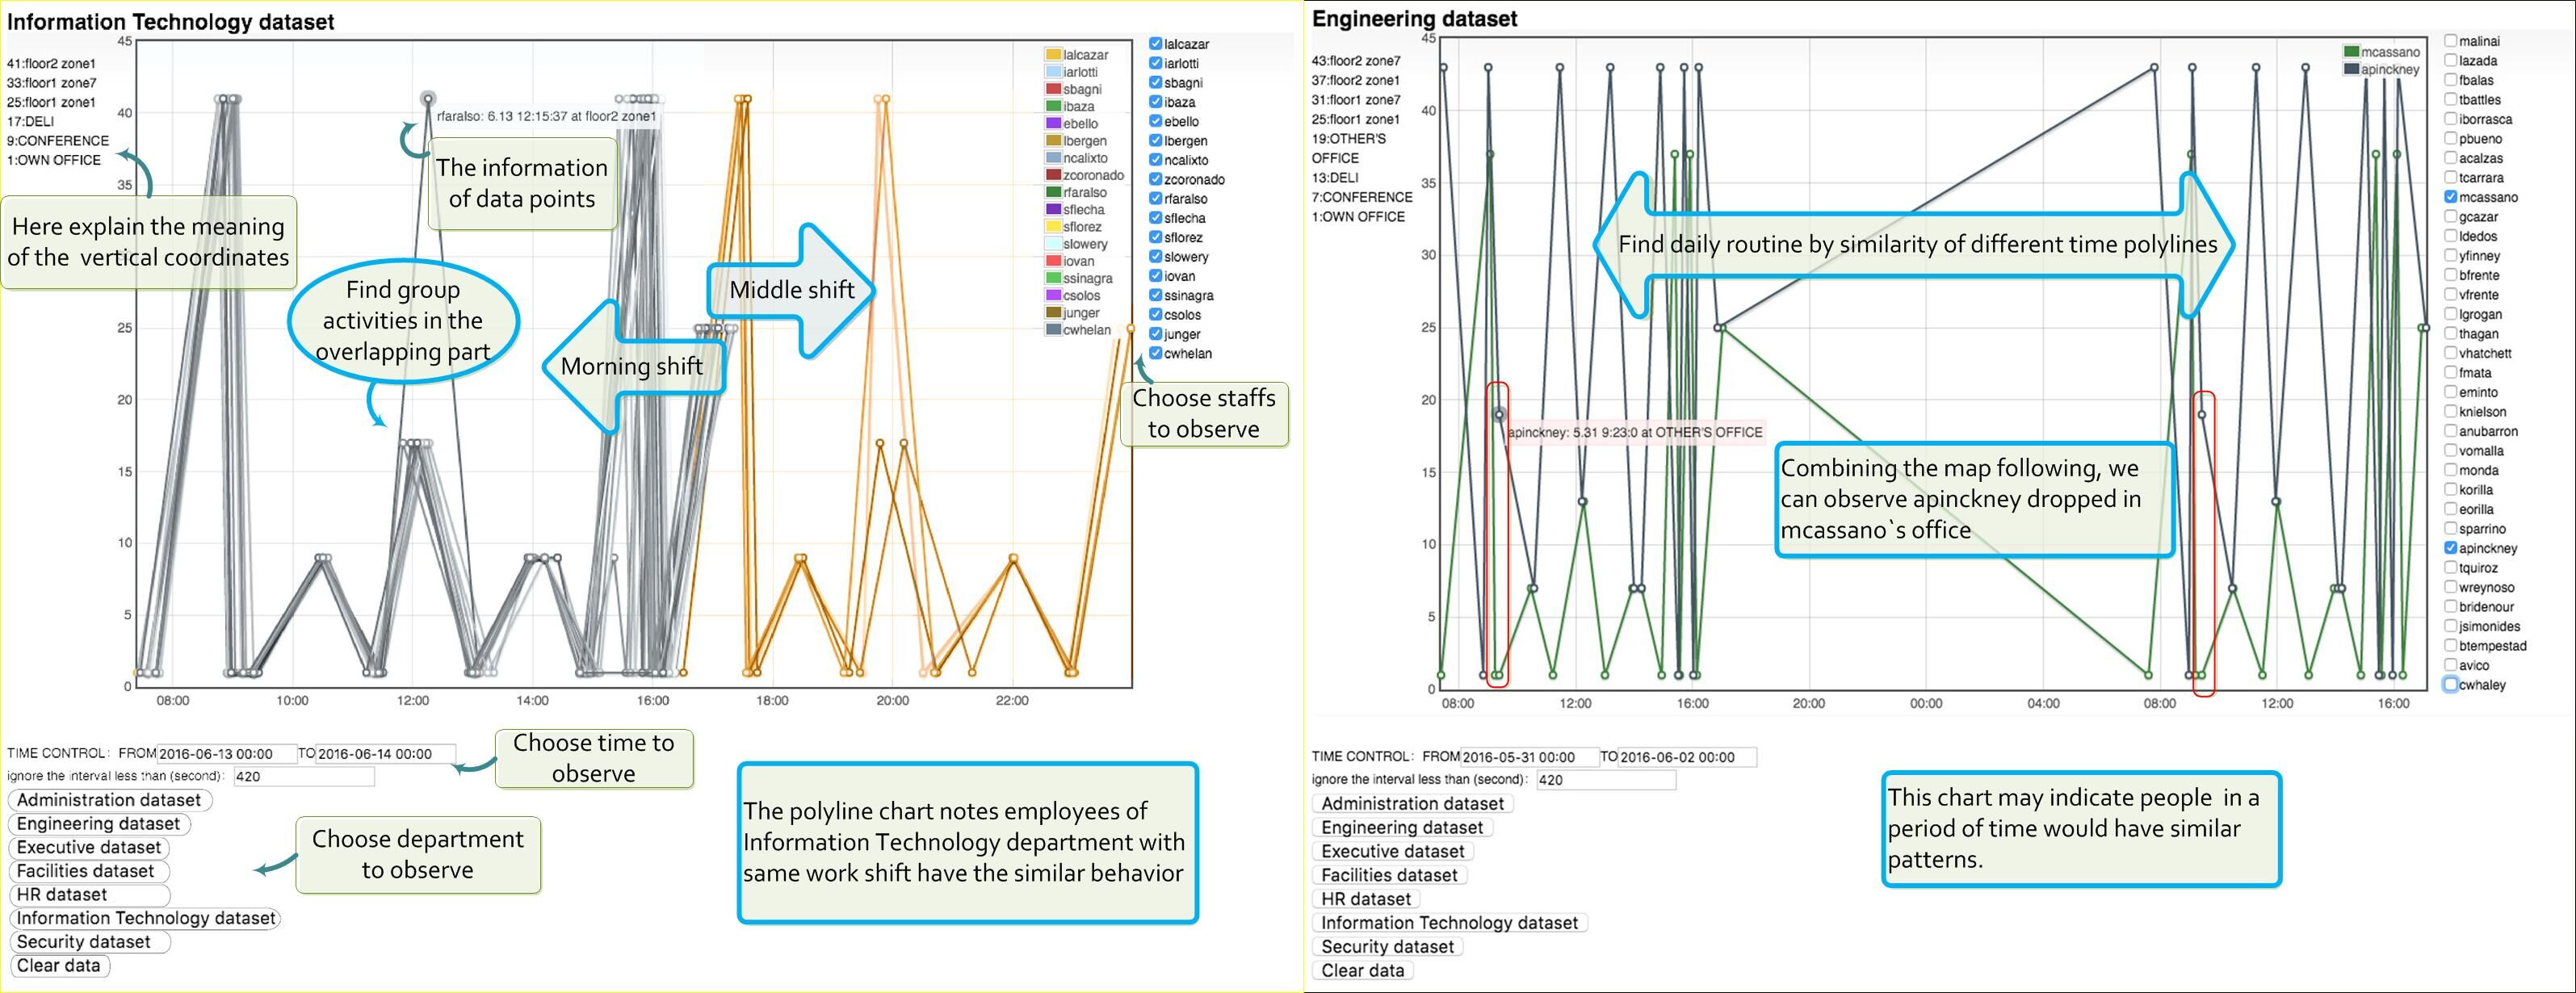 Information Technology dataset
41:floor2 zone1
33:floor1 zone7
25:floor1 zone1
17:DELI
9:CONFERENCE
1:OWN OFFICE
Here explain the meaning
of the vertical coordinates
45
40
35
25
20
15
10
5
0
08:00
10:00
12:00
14:00
16:00
18:00
20:00
22:00
rfaralso: 6.13 12:15:37 at floor2 zone1
The information
of data points
Find group
activities in the
overlapping part
Morning shift
Middle shift
lalcazar
iarlotti
sbagni
ibaza
ebello
lbergen
ncalixto
zcoronado
rfaralso
sflecha
sflorez
slowery
iovan
ssinagra
csolos
junger
cwhelan
lalcazar
iarlotti
sbagni
ibaza
ebello
lbergen
ncalixto
zcoronado
rfaralso
sflecha
sflorez
slowery
iovan
ssinagra
csolos
junger
cwhelan
Choose staffs
to observe
TIME CONTROL: FROM 2016-06-13 00:00 TO 2016-06-14 00:00
ignore the interval less than (second): 420
Choose time to
observe
Administration dataset
Engineering dataset
Executive dataset
Facilities dataset
HR dataset
Information Technology dataset
Security dataset
Clear data
Choose department
to observe
The polyline chart notes employees of
Information Technology department with
same work shift have the similar behavior
Engineering dataset
43:floor2 zone7
37:floor2 zone1
31:floor1 zone7
25:floor1 zone1
19:OTHER'S
OFFICE
13:DELI
7:CONFERENCE
1:OWN OFFICE
45
40
35
30
25
20
15
10
5
0
08:00
12:00
16:00
20:00
00:00
04:00
08:00
12:00
16:00
mcassano
apinckney
Find daily routine by similarity of different time polylines
apinckney: 5.31 9:23:0 at OTHER'S OFFICE
Combining the map following, we
can observe apinckney dropped in
mcassano`s office
malinai
lazada
fbalas
tbattles
iborrasca
pbueno
acalzas
tcarrara
mcassano
gcazar
ldedos
yfinney
bfrente
vfrente
lgrogan
thagan
vhatchett
fmata
eminto
knielson
anubarron
vomalla
monda
korilla
eorilla
sparrino
apinckney
tquiroz
wreynoso
bridenour
jsimonides
btempestad
avico
cwhaley
TIME CONTROL: FROM 2016-05-31 00:00 TO 2016-06-02 00:00
ignore the interval less than (second): 420
Administration dataset
Engineering dataset
Executive dataset
Facilities dataset
HR dataset
Information Technology dataset
Security dataset
Clear data
This chart may indicate people in a
period of time would have similar
patterns.